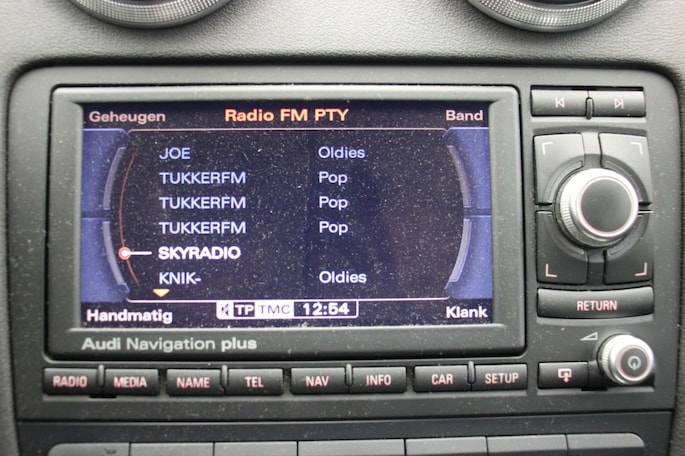 Geheugen Radio FM PTY Band
JOE Oldies
TUKKERFM Pop
TUKKERFM Pop
TUKKERFM Pop
SKYRADIO
KNIK- Oldies
Handmatig TP TMC 12:54 Klank
Audi Navigation plus
RETURN
RADIO MEDIA NAME TEL NAV INFO CAR SETUP